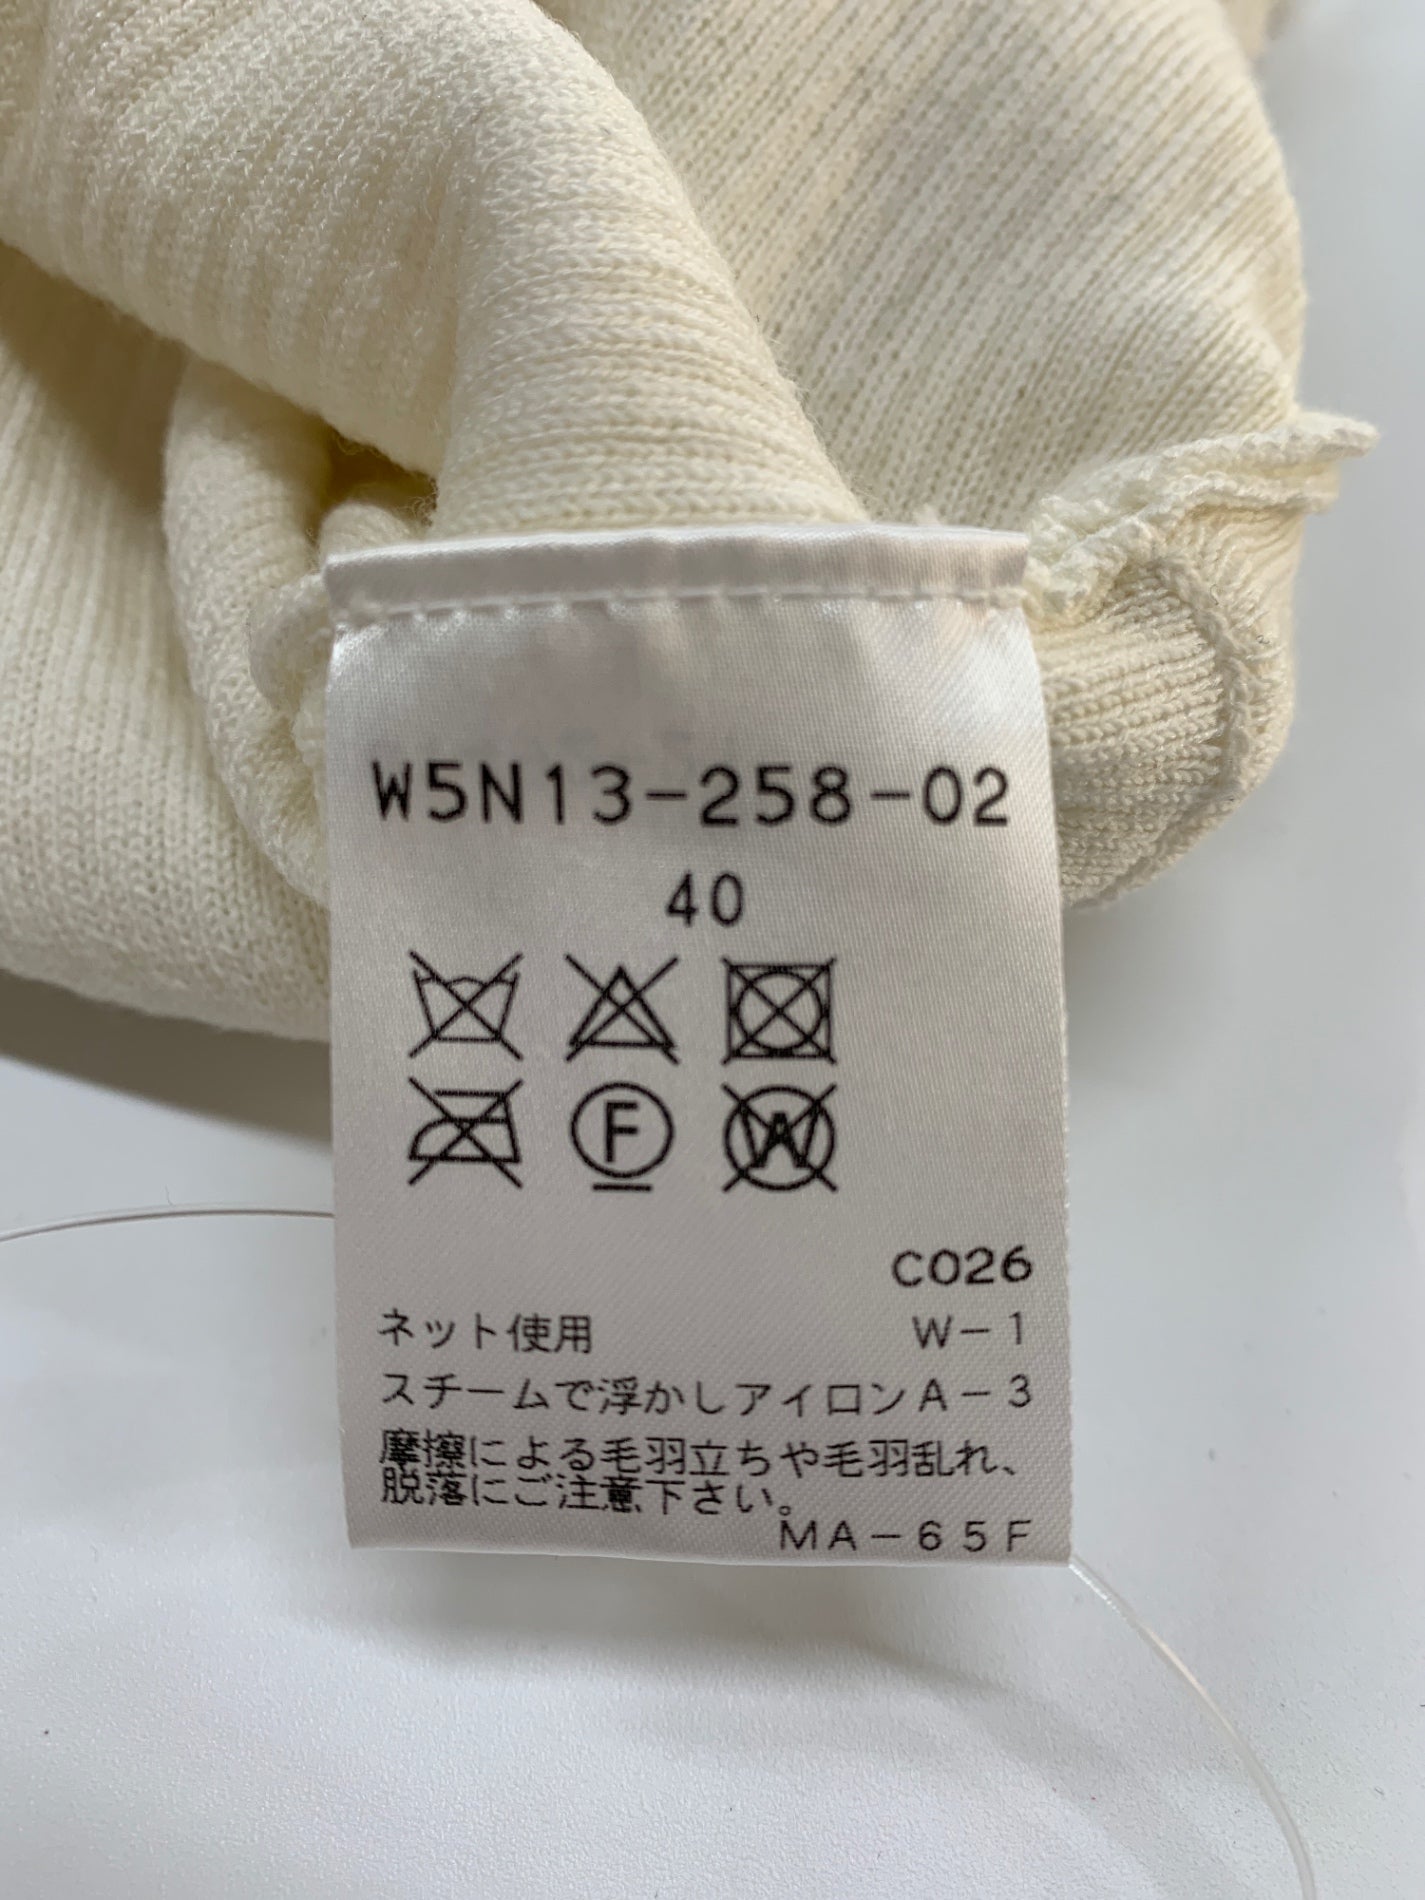 W5N13-258-02
40
F
W
C026
ネット使用 W-1
スチームで浮かしアイロンA-3
摩擦による毛羽立ちや毛羽乱れ、
脱落にご注意下さい。
MA-65F